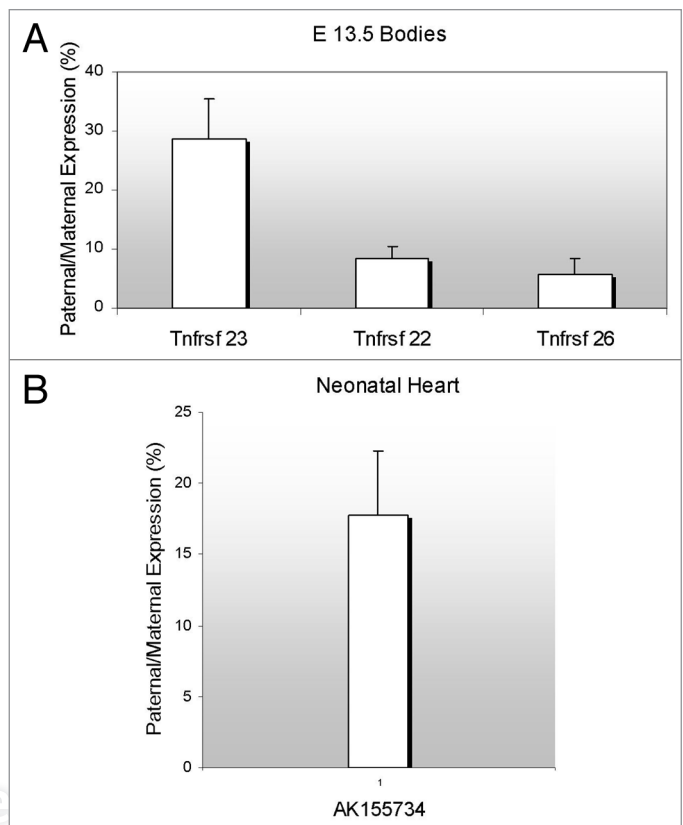 A
E 13.5 Bodies
Paternal/Maternal Expression (%)
40
30
20
10
0
Tnfrsf 23 Tnfrsf 22 Tnfrsf 26
B
Neonatal Heart
Paternal/Maternal Expression (%)
25
20
15
10
5
0
1
AK155734